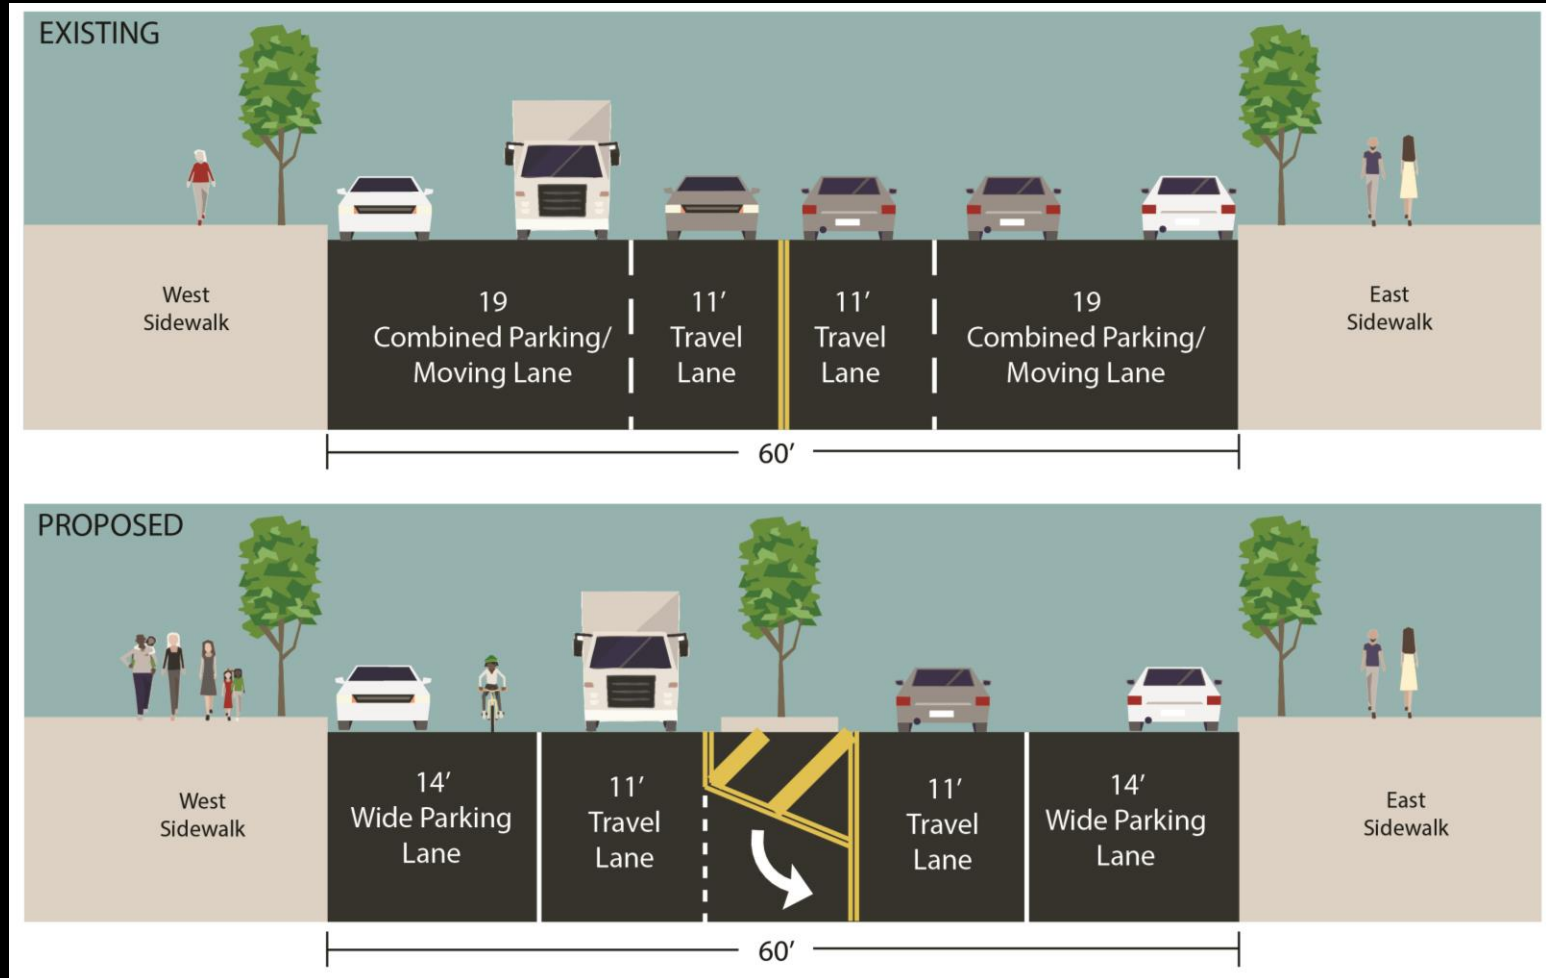 EXISTING
West
Sidewalk
19
Combined Parking/
Moving Lane
11’
Travel
Lane
11’
Travel
Lane
19
Combined Parking/
Moving Lane
East
Sidewalk
60’
PROPOSED
West
Sidewalk
14’
Wide Parking
Lane
11’
Travel
Lane
11’
Travel
Lane
14’
Wide Parking
Lane
East
Sidewalk
60’